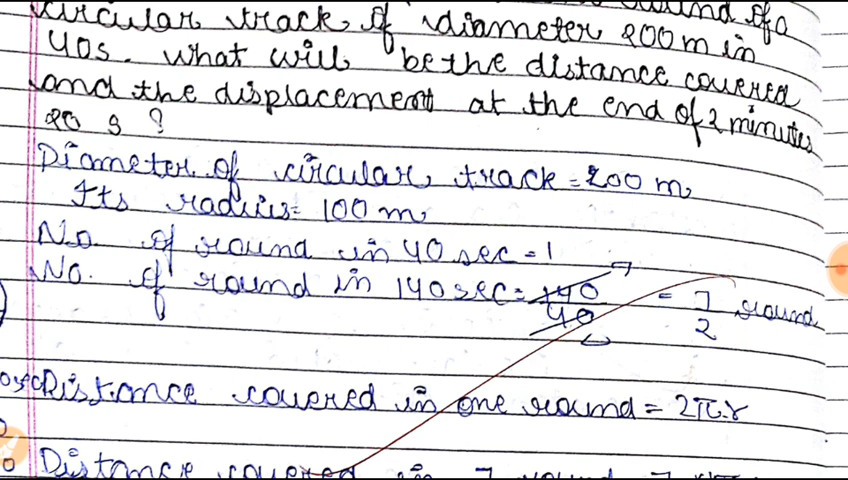 circular track of diameter 200 m in
40s. what will be the distance covered
and the displacement at the end of 2 minutes
20 s ?
Diameter of circular track = 200 m
Its radius = 100 m
No. of round in 40 sec = 1
No. of round in 140 sec = 140/40 = 7/2 round
Distance covered in one round = 2πr
Distance covered in 7 round